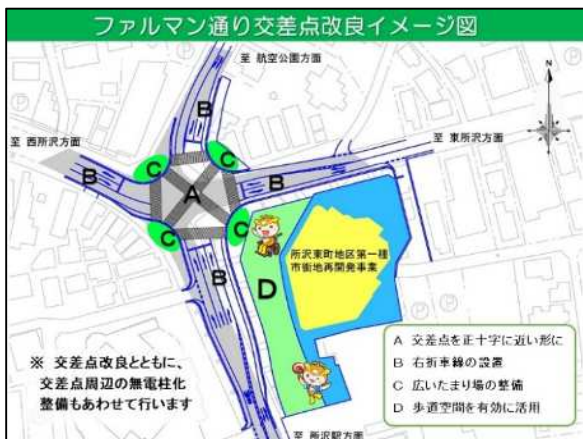 ファルマン通り交差点改良イメージ図
至 航空公園方面
N
至 西所沢方面
至 東所沢方面
B
B
C
C
B
A
B
C
C
B
所沢東町地区第一種
市街地再開発事業
D
※ 交差点改良とともに、
交差点周辺の無電柱化
整備もあわせて行います
A 交差点を正十字に近い形に
B 右折車線の設置
C 広いたまり場の整備
D 歩道空間を有効に活用
至 所沢駅方面